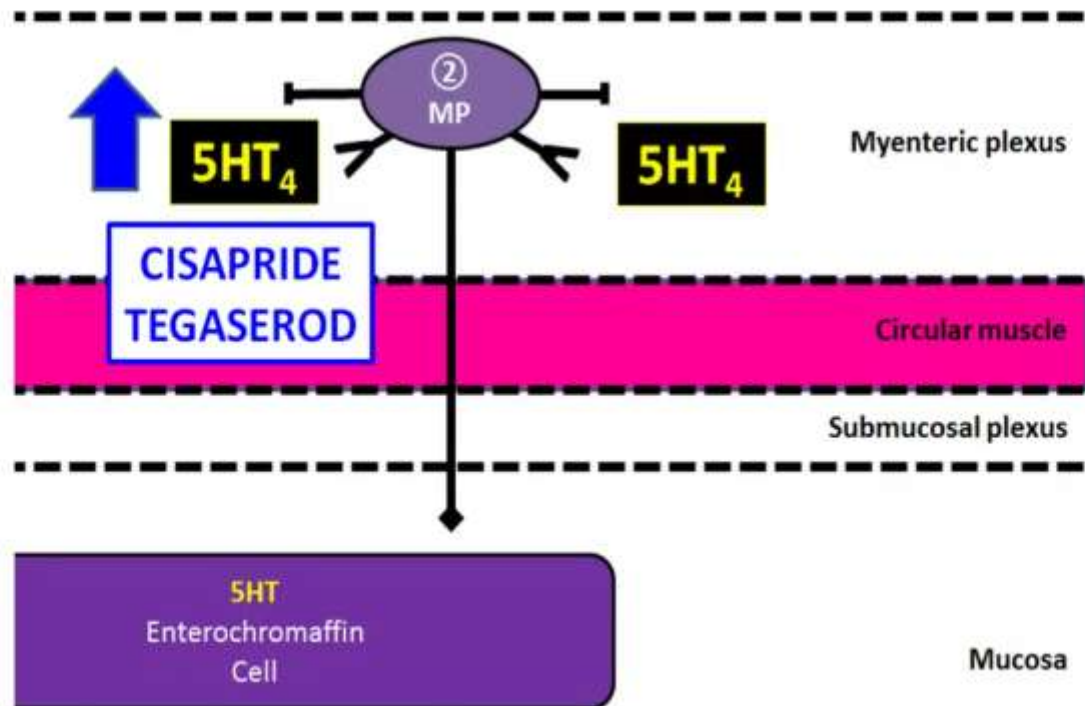 ②
MP
Myenteric plexus
5HT₄
5HT₄
CISAPRIDE
TEGASEROD
Circular muscle
Submucosal plexus
5HT
Enterochromaffin
Cell
Mucosa